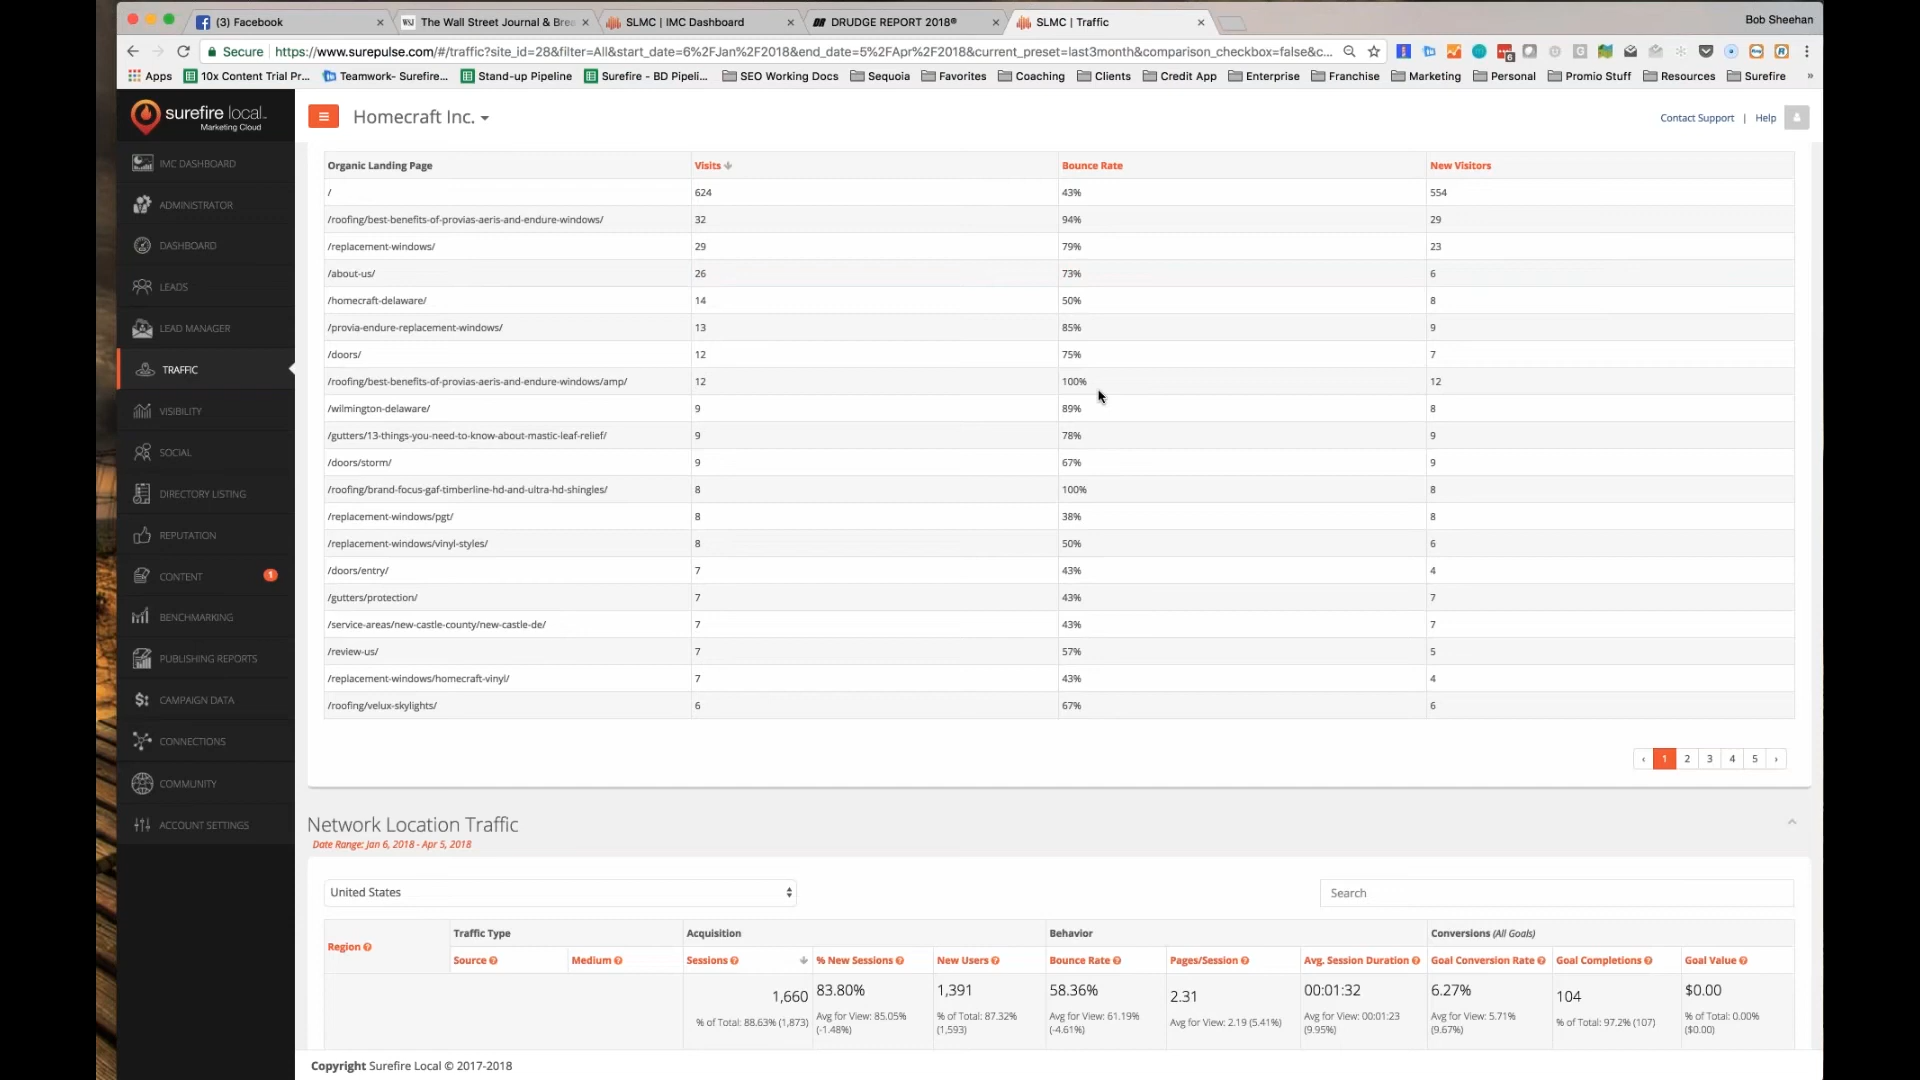 (3) Facebook
The Wall Street Journal & Brea
SLMC | IMC Dashboard
DRUDGE REPORT 2018®
SLMC | Traffic
Bob Sheehan
Secure
https://www.surepulse.com/#/traffic?site_id=28&filter=All&start_date=6%2FJan%2F2018&end_date=5%2FApr%2F2018&current_preset=last3month&comparison_checkbox=false&c...
Apps
10x Content Trial Pr...
Teamwork- Surefire...
Stand-up Pipeline
Surefire - BD Pipeli...
SEO Working Docs
Sequoia
Favorites
Coaching
Clients
Credit App
Enterprise
Franchise
Marketing
Personal
Promio Stuff
Resources
Surefire
»
surefire local
Marketing Cloud
Homecraft Inc.
Contact Support | Help
IMC DASHBOARD
ADMINISTRATOR
DASHBOARD
LEADS
LEAD MANAGER
TRAFFIC
VISIBILITY
SOCIAL
DIRECTORY LISTING
REPUTATION
CONTENT 1
BENCHMARKING
PUBLISHING REPORTS
CAMPAIGN DATA
CONNECTIONS
COMMUNITY
ACCOUNT SETTINGS
Organic Landing Page Visits Bounce Rate New Visitors
/ 624 43% 554
/roofing/best-benefits-of-provias-aeris-and-endure-windows/ 32 94% 29
/replacement-windows/ 29 79% 23
/about-us/ 26 73% 6
/homecraft-delaware/ 14 50% 8
/provia-endure-replacement-windows/ 13 85% 9
/doors/ 12 75% 7
/roofing/best-benefits-of-provias-aeris-and-endure-windows/amp/ 12 100% 12
/wilmington-delaware/ 9 89% 8
/gutters/13-things-you-need-to-know-about-mastic-leaf-relief/ 9 78% 9
/doors/storm/ 9 67% 9
/roofing/brand-focus-gaf-timberline-hd-and-ultra-hd-shingles/ 8 100% 8
/replacement-windows/pgt/ 8 38% 8
/replacement-windows/vinyl-styles/ 8 50% 6
/doors/entry/ 7 43% 4
/gutters/protection/ 7 43% 7
/service-areas/new-castle-county/new-castle-de/ 7 43% 7
/review-us/ 7 57% 5
/replacement-windows/homecraft-vinyl/ 7 43% 4
/roofing/velux-skylights/ 6 67% 6
‹ 1 2 3 4 5 ›
Network Location Traffic
Date Range: Jan 6, 2018 - Apr 5, 2018
United States
Search
Traffic Type Acquisition Behavior Conversions (All Goals)
Region Source Medium Sessions % New Sessions New Users Bounce Rate Pages/Session Avg. Session Duration Goal Conversion Rate Goal Completions Goal Value
1,660
% of Total: 88.63% (1,873)
83.80%
Avg for View: 85.05%
(-1.48%)
1,391
% of Total: 87.32%
(1,593)
58.36%
Avg for View: 61.19%
(-4.61%)
2.31
Avg for View: 2.19 (5.41%)
00:01:32
Avg for View: 00:01:23
(9.95%)
6.27%
Avg for View: 5.71%
(9.67%)
104
% of Total: 97.2% (107)
$0.00
% of Total: 0.00%
($0.00)
Copyright Surefire Local © 2017-2018